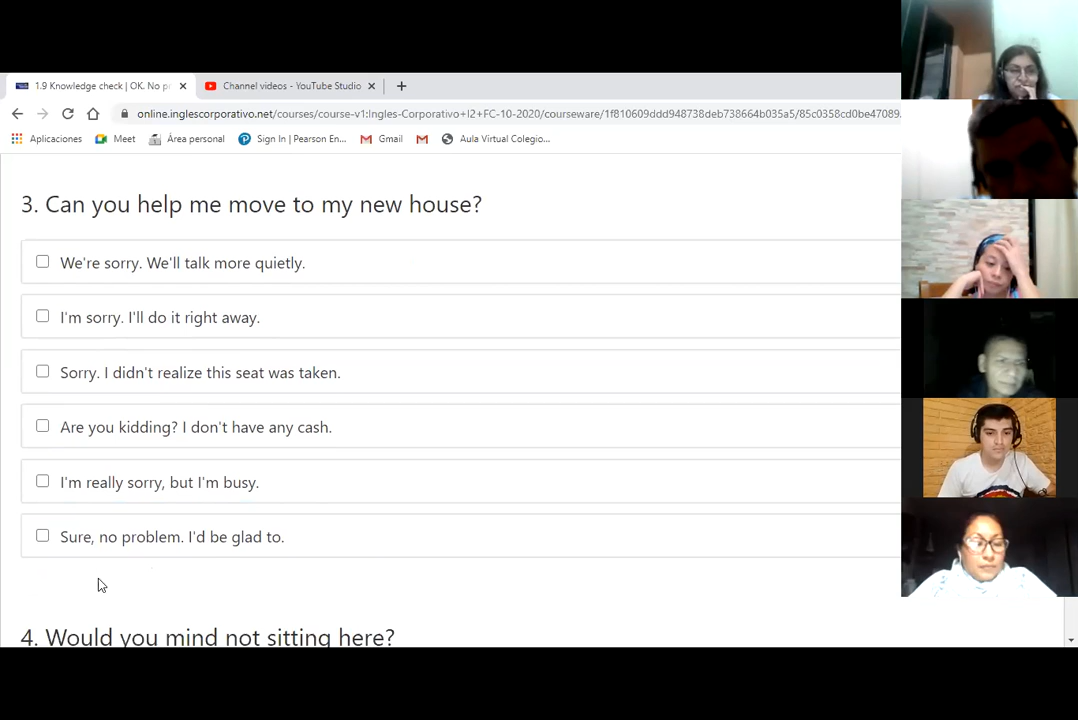 1.9 Knowledge check | OK. No pr
Channel videos - YouTube Studio
online.inglescorporativo.net/courses/course-v1:Ingles-Corporativo+I2+FC-10-2020/courseware/1f810609ddd948738deb738664b035a5/85c0358cd0be47089.
Aplicaciones Meet Área personal Sign In | Pearson En... Gmail Aula Virtual Colegio...
3. Can you help me move to my new house?
We're sorry. We'll talk more quietly.
I'm sorry. I'll do it right away.
Sorry. I didn't realize this seat was taken.
Are you kidding? I don't have any cash.
I'm really sorry, but I'm busy.
Sure, no problem. I'd be glad to.
4. Would you mind not sitting here?